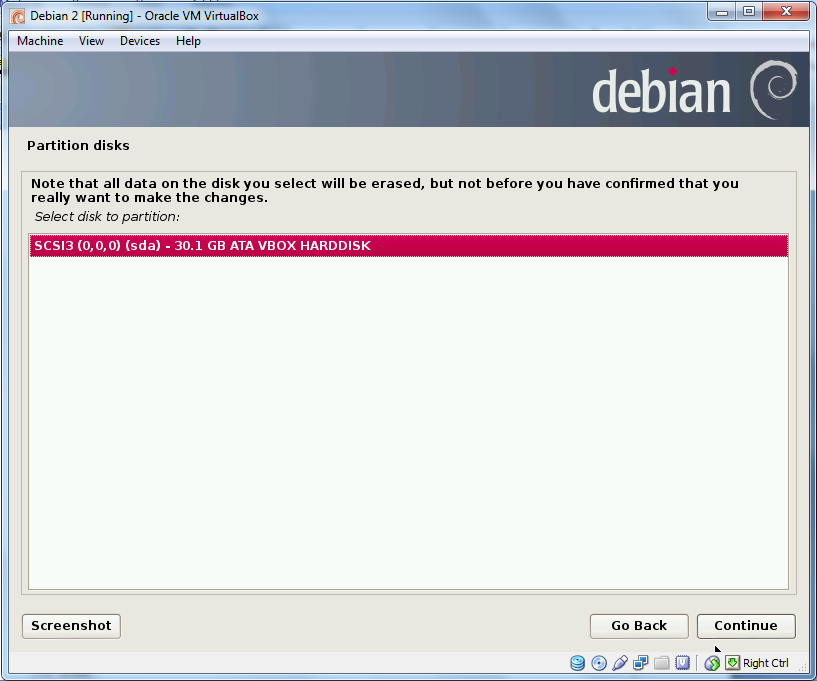 Debian 2 [Running] - Oracle VM VirtualBox
Machine View Devices Help
debian
Partition disks
Note that all data on the disk you select will be erased, but not before you have confirmed that you
really want to make the changes.
Select disk to partition:
SCSI3 (0,0,0) (sda) - 30.1 GB ATA VBOX HARDDISK
Screenshot Go Back Continue
Right Ctrl